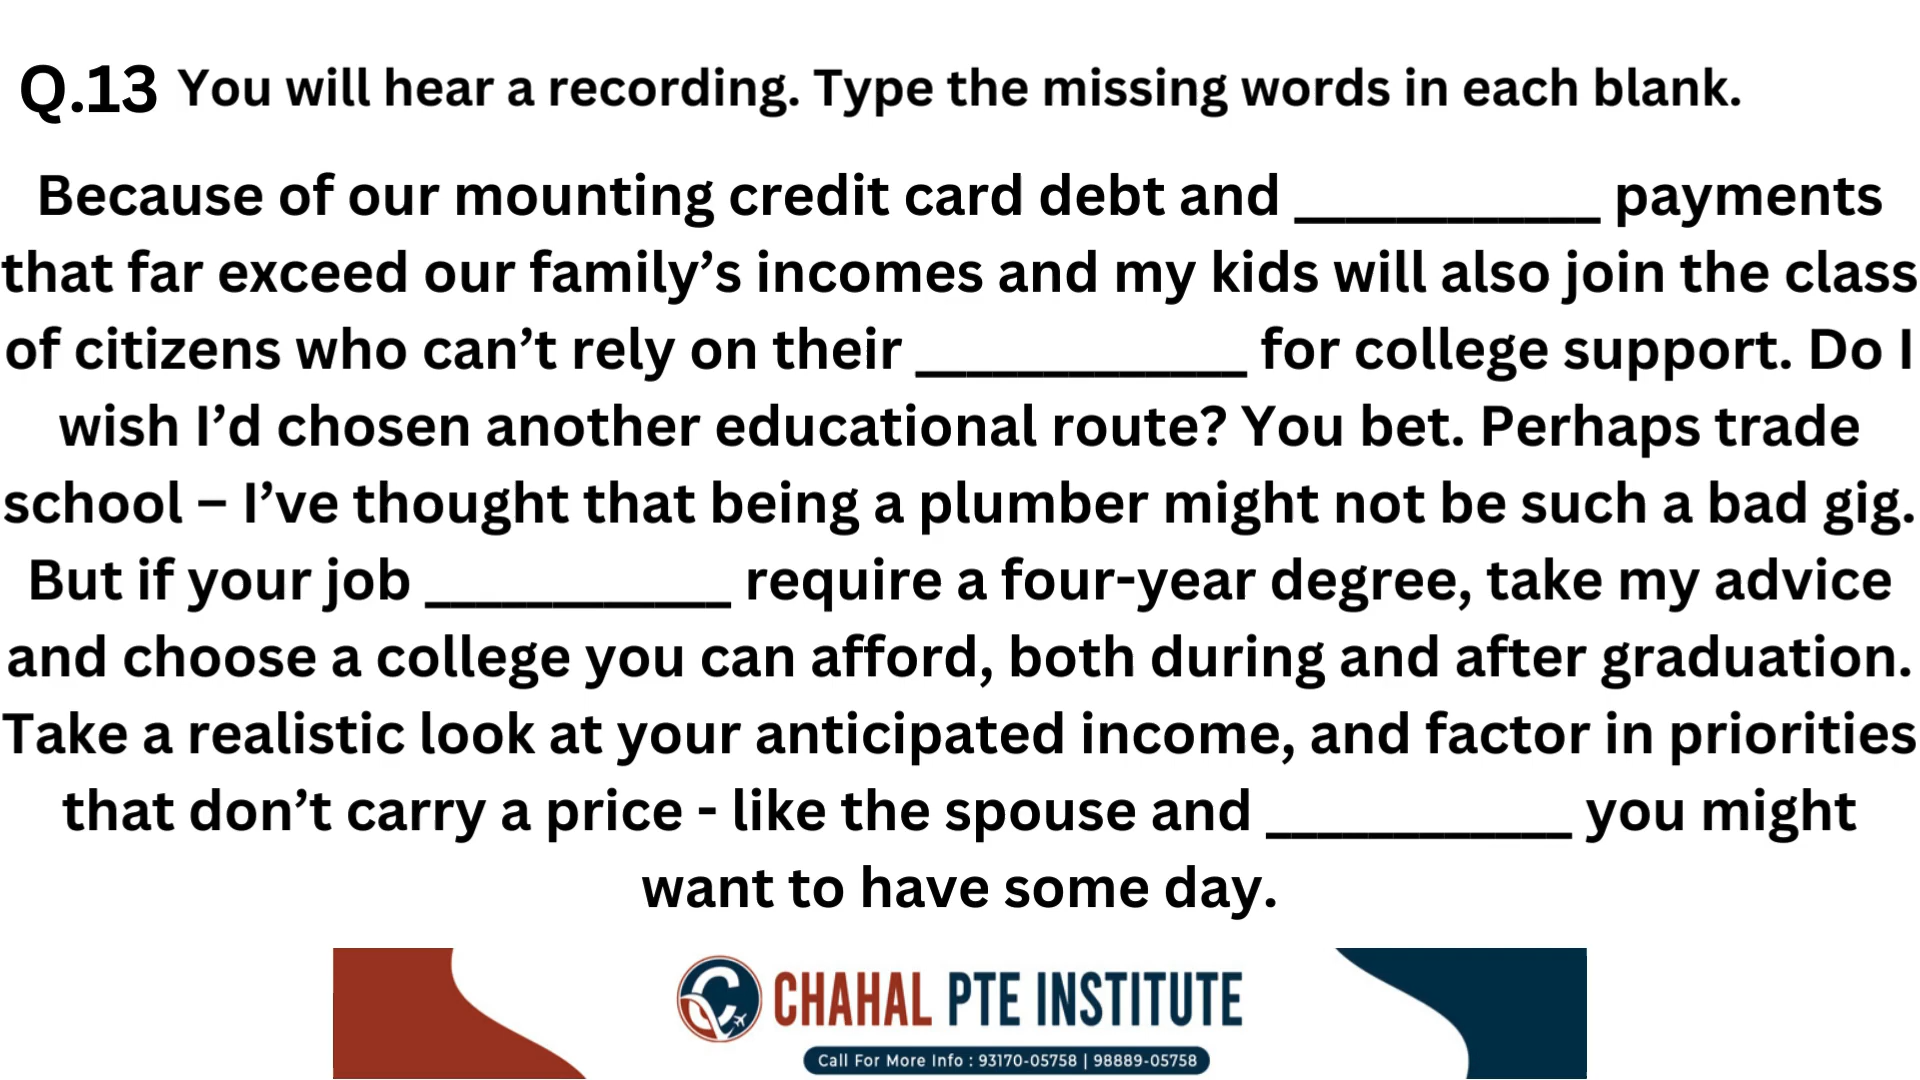 Q.13 You will hear a recording. Type the missing words in each blank.
Because of our mounting credit card debt and ____________ payments
that far exceed our family’s incomes and my kids will also join the class
of citizens who can’t rely on their _____________ for college support. Do I
wish I’d chosen another educational route? You bet. Perhaps trade
school – I’ve thought that being a plumber might not be such a bad gig.
But if your job ____________ require a four-year degree, take my advice
and choose a college you can afford, both during and after graduation.
Take a realistic look at your anticipated income, and factor in priorities
that don’t carry a price - like the spouse and ____________ you might
want to have some day.
CHAHAL PTE INSTITUTE
Call For More Info : 93170-05758 | 98889-05758